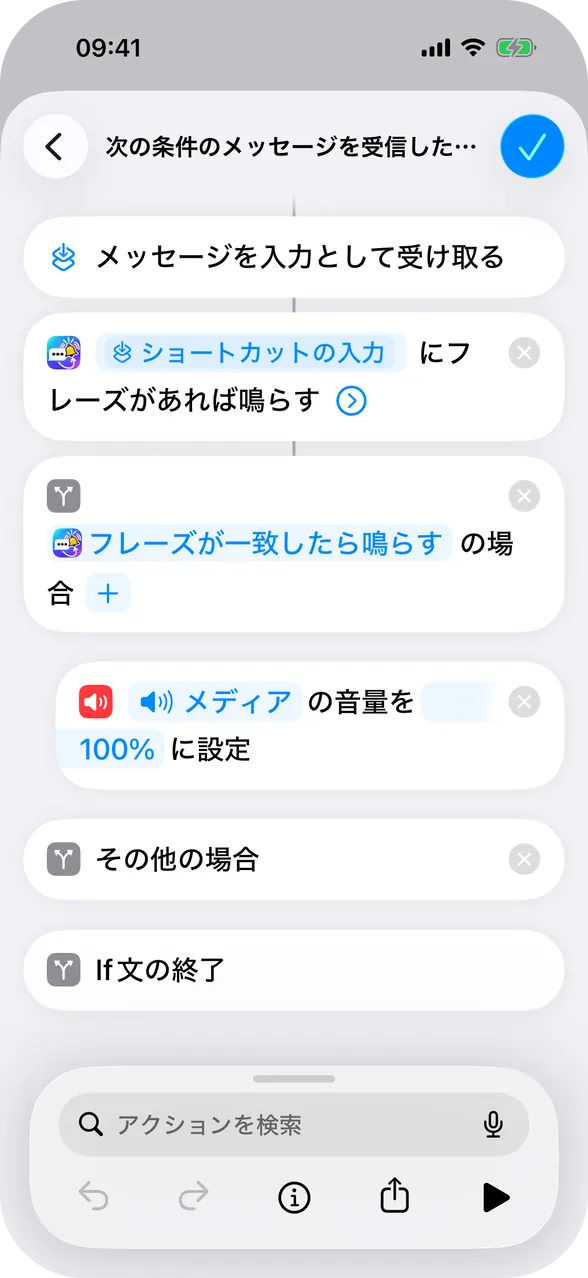 09:41
次の条件のメッセージを受信した…
メッセージを入力として受け取る
ショートカットの入力 にフ
レーズがあれば鳴らす
フレーズが一致したら鳴らす の場
合
メディア の音量を
100% に設定
その他の場合
If文の終了
アクションを検索